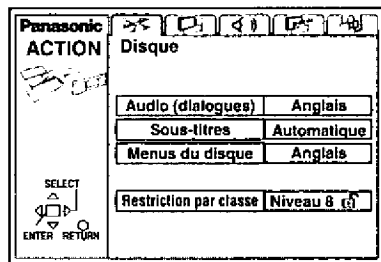 Panasonic
ACTION
Disque
Audio (dialogues) Anglais
Sous-titres Automatique
Menus du disque Anglais
Restriction par classe Niveau 8
SELECT
ENTER RETURN